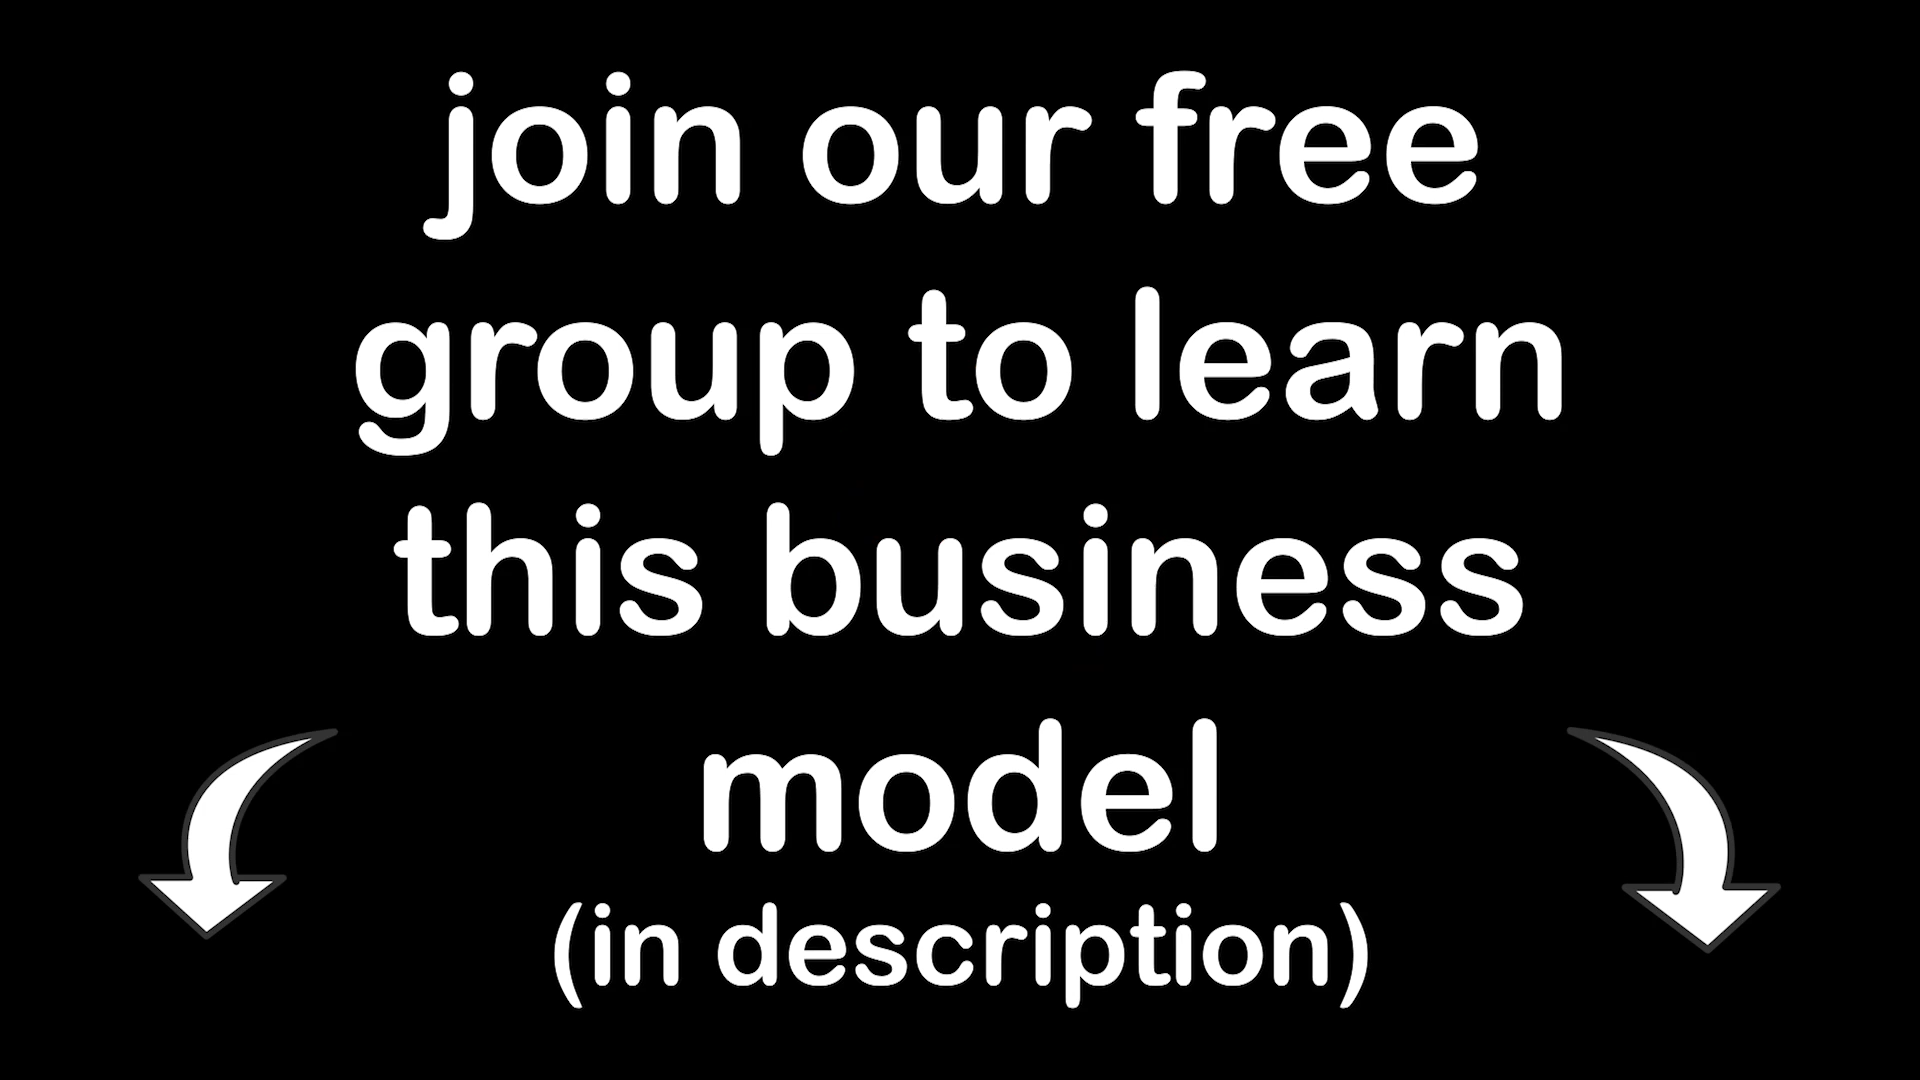 join our free
group to learn
this business
model
(in description)